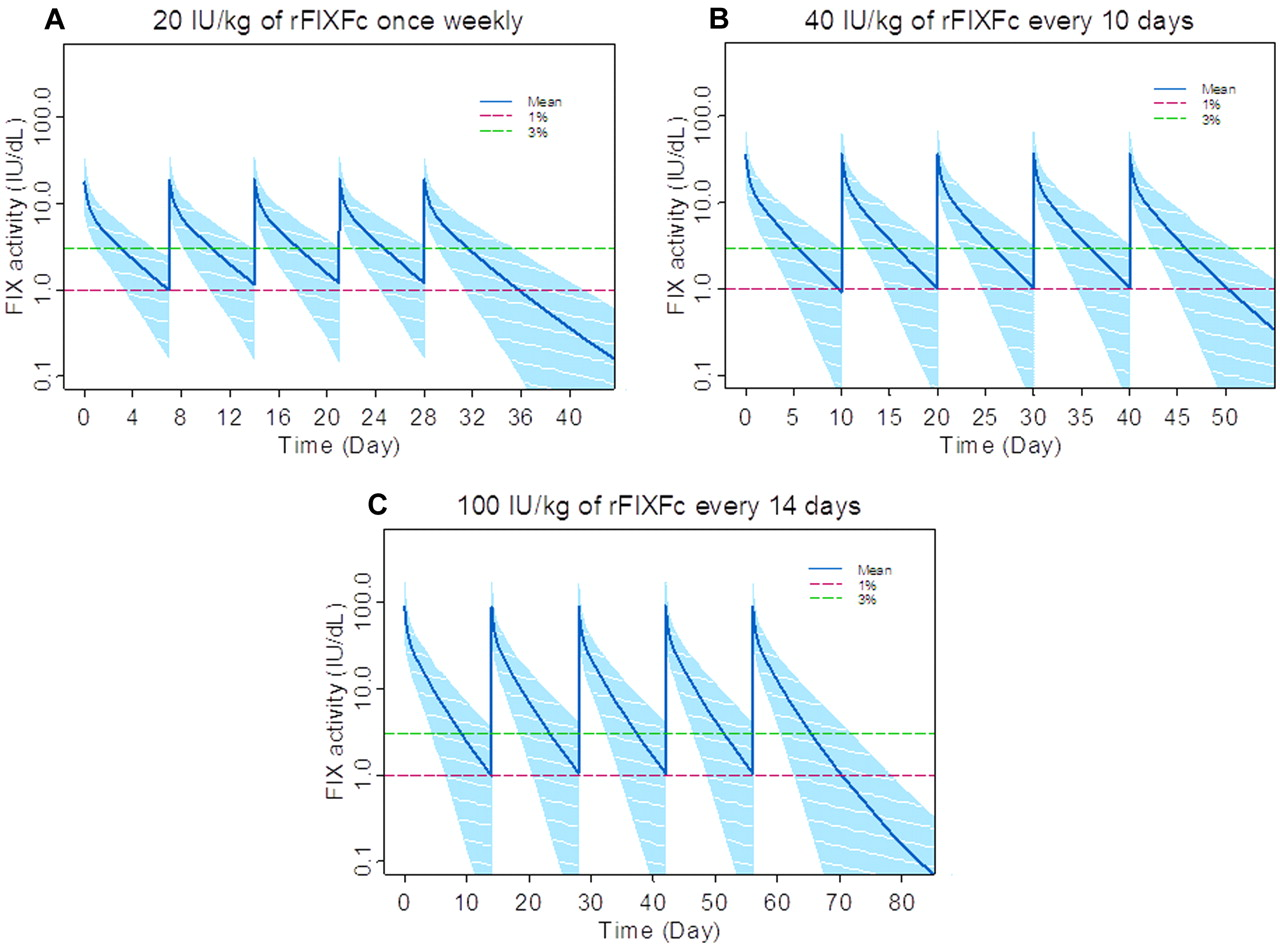 A
20 IU/kg of rFIXFc once weekly
FIX activity (IU/dL)
100.0
10.0
1.0
0.1
Mean
1%
3%
0 4 8 12 16 20 24 28 32 36 40
Time (Day)
B
40 IU/kg of rFIXFc every 10 days
FIX activity (IU/dL)
100.0
10.0
1.0
0.1
Mean
1%
3%
0 5 10 15 20 25 30 35 40 45 50
Time (Day)
C
100 IU/kg of rFIXFc every 14 days
FIX activity (IU/dL)
100.0
10.0
1.0
0.1
Mean
1%
3%
0 10 20 30 40 50 60 70 80
Time (Day)